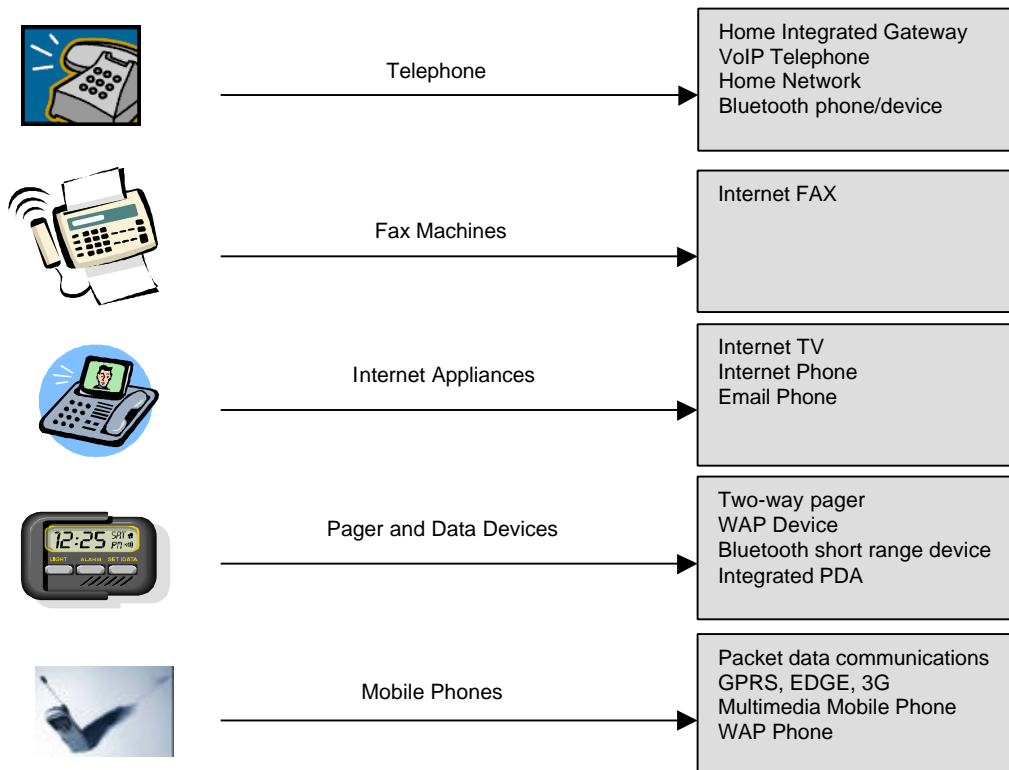 Telephone
Home Integrated Gateway
VoIP Telephone
Home Network
Bluetooth phone/device
Fax Machines
Internet FAX
Internet Appliances
Internet TV
Internet Phone
Email Phone
12:25 SAT
PM
LIGHT ALARM SET/DATA
Pager and Data Devices
Two-way pager
WAP Device
Bluetooth short range device
Integrated PDA
Mobile Phones
Packet data communications
GPRS, EDGE, 3G
Multimedia Mobile Phone
WAP Phone